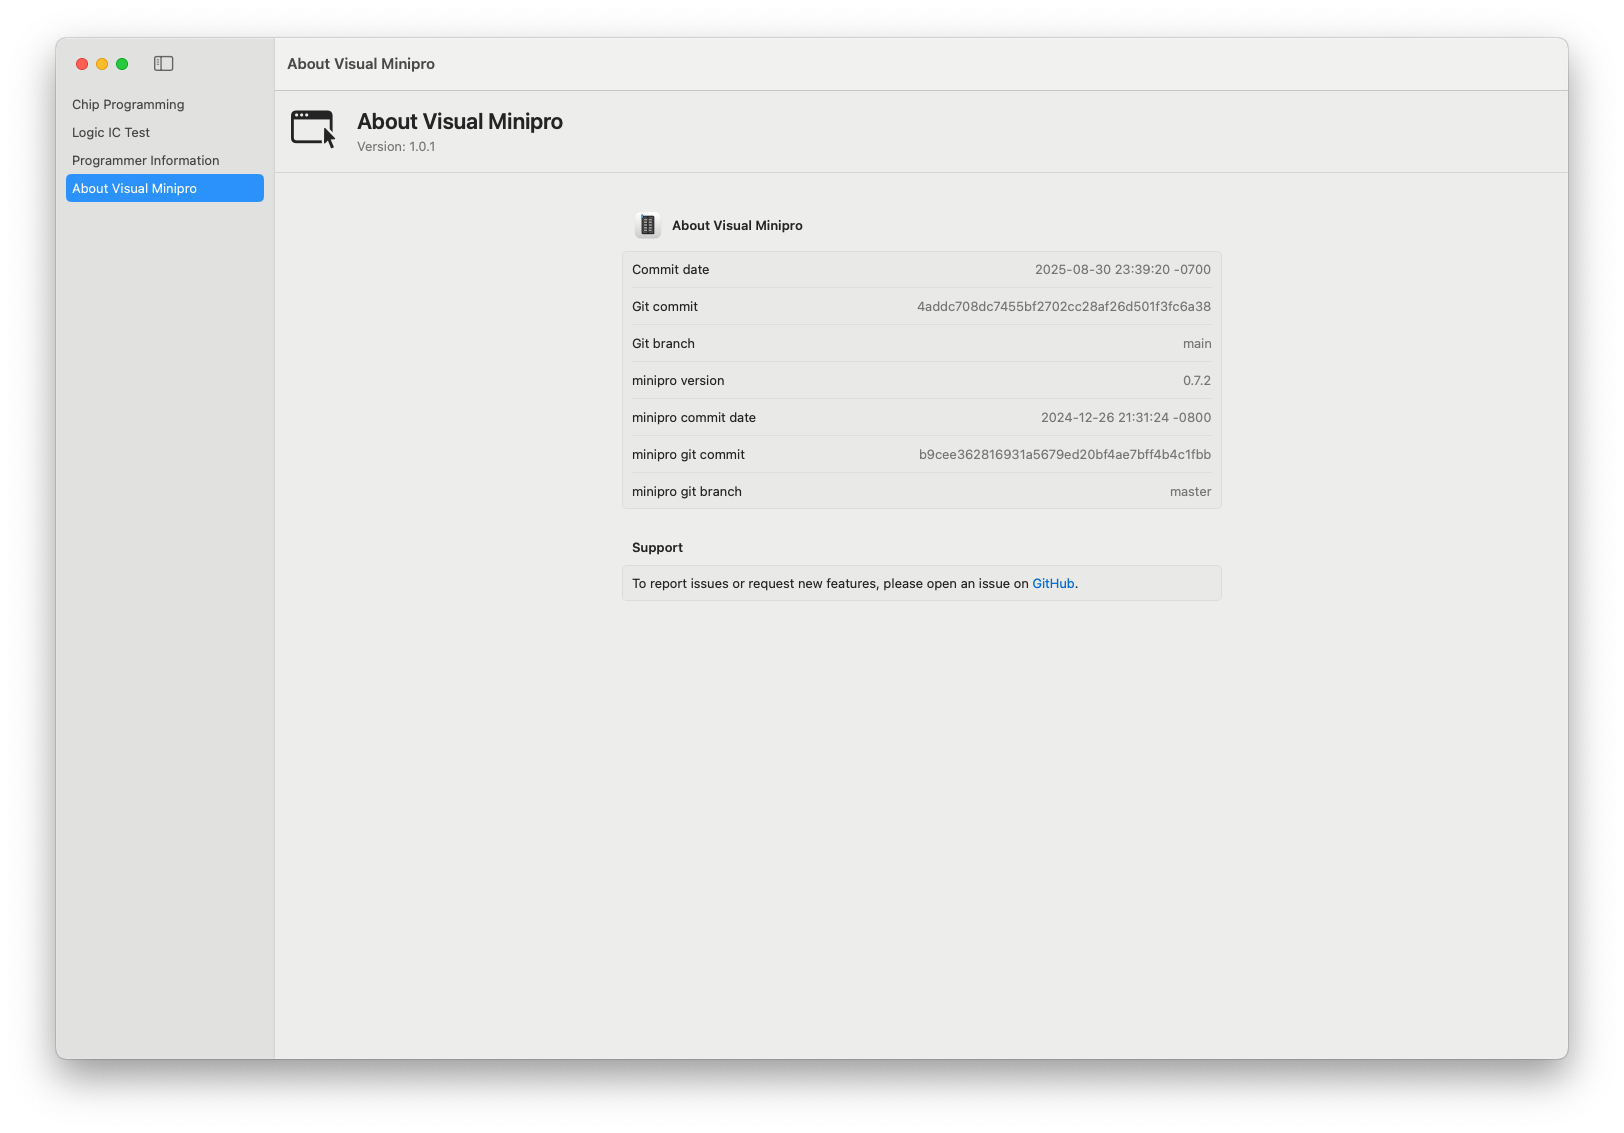 About Visual Minipro
Chip Programming
Logic IC Test
Programmer Information
About Visual Minipro
About Visual Minipro
Version: 1.0.1
About Visual Minipro
Commit date 2025-08-30 23:39:20 -0700
Git commit 4addc708dc7455bf2702cc28af26d501f3fc6a38
Git branch main
minipro version 0.7.2
minipro commit date 2024-12-26 21:31:24 -0800
minipro git commit b9cee362816931a5679ed20bf4ae7bff4b4c1fbb
minipro git branch master
Support
To report issues or request new features, please open an issue on GitHub.